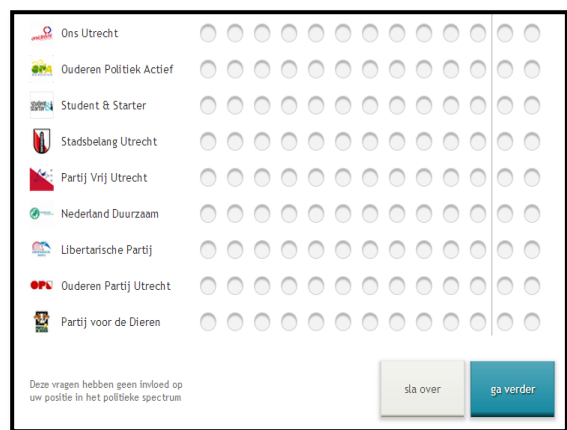 Ons Utrecht
Ouderen Politiek Actief
Student & Starter
Stadsbelang Utrecht
Partij Vrij Utrecht
Nederland Duurzaam
Libertarische Partij
OPU Ouderen Partij Utrecht
Partij voor de Dieren
Deze vragen hebben geen invloed op
uw positie in het politieke spectrum
sla over
ga verder